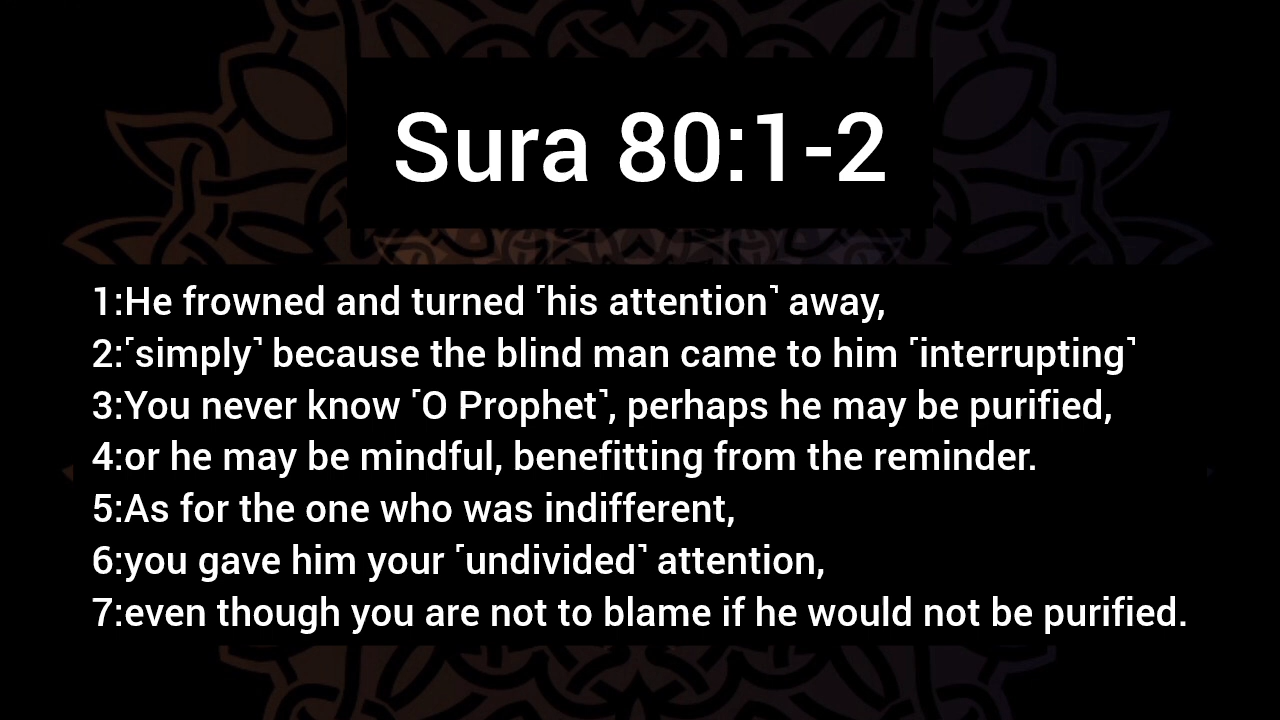 Sura 80:1-2
1:He frowned and turned ˹his attention˺ away,
2:˹simply˺ because the blind man came to him ˹interrupting˺
3:You never know ˹O Prophet˺, perhaps he may be purified,
4:or he may be mindful, benefitting from the reminder.
5:As for the one who was indifferent,
6:you gave him your ˹undivided˺ attention,
7:even though you are not to blame if he would not be purified.